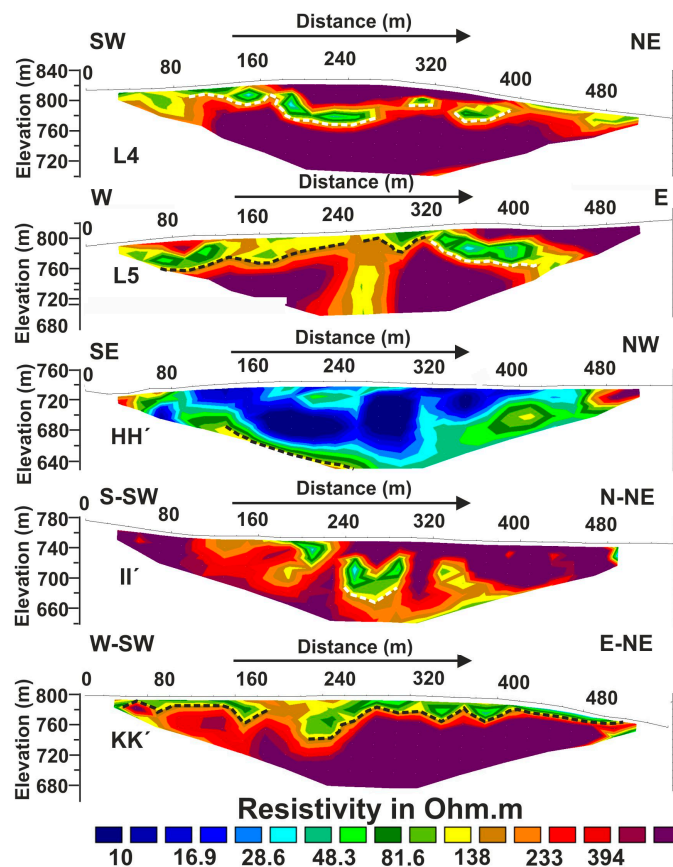 Distance (m)
SW NE
0 80 160 240 320 400 480
Elevation (m)
840
800
760
720
L4
Distance (m)
W E
0 80 160 240 320 400 480
Elevation (m)
800
760
720
680
L5
Distance (m)
SE NW
0 80 160 240 320 400 480
Elevation (m)
760
720
680
640
HH´
S-SW Distance (m) N-NE
0 80 160 240 320 400 480
Elevation (m)
780
740
700
660
II´
W-SW Distance (m) E-NE
0 80 160 240 320 400 480
Elevation (m)
800
760
720
680
KK´
Resistivity in Ohm.m
10 16.9 28.6 48.3 81.6 138 233 394